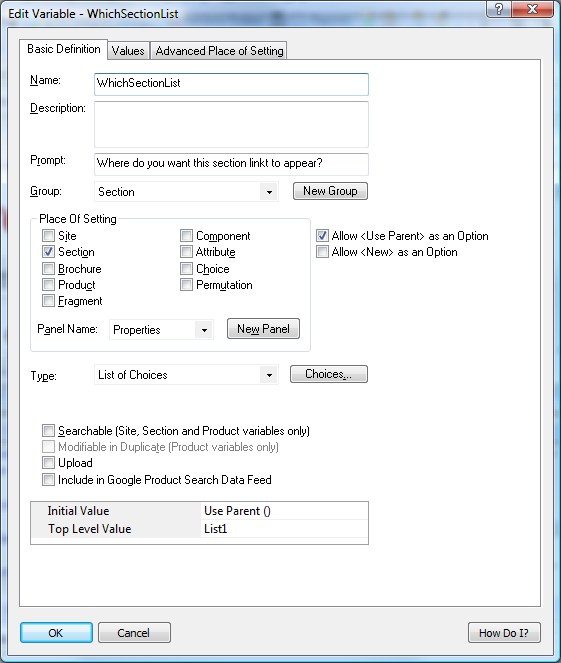 Edit Variable - WhichSectionList
Basic Definition Values Advanced Place of Setting
Name: WhichSectionList
Description:
Prompt: Where do you want this section linkt to appear?
Group: Section New Group
Place Of Setting
Site Component Allow <Use Parent> as an Option
Section Attribute Allow <New> as an Option
Brochure Choice
Product Permutation
Fragment
Panel Name: Properties New Panel
Type: List of Choices Choices...
Searchable (Site, Section and Product variables only)
Modifiable in Duplicate (Product variables only)
Upload
Include in Google Product Search Data Feed
Initial Value Use Parent ()
Top Level Value List1
OK Cancel How Do I?